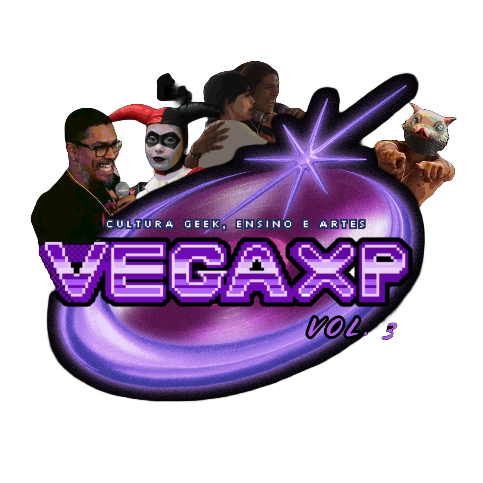 CULTURA GEEK, ENSINO E ARTES
VEGAXP
VOL. 3